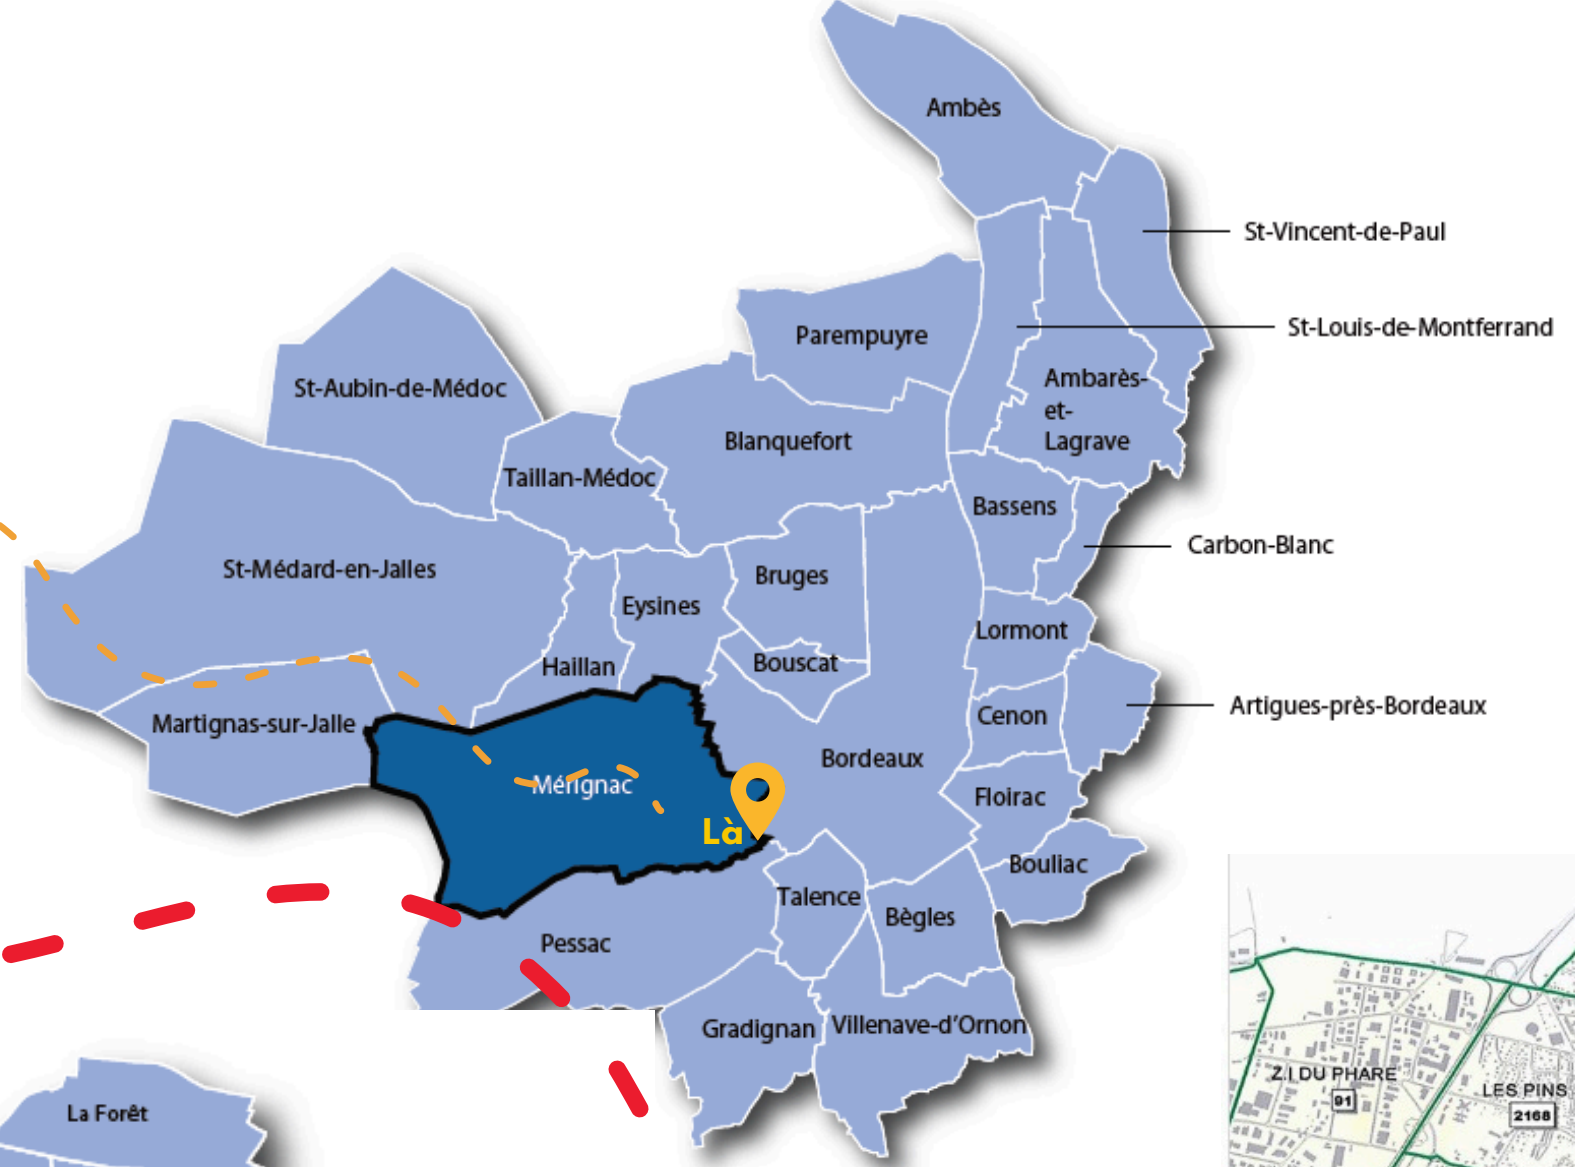 Ambès
St-Vincent-de-Paul
St-Louis-de-Montferrand
Parempuyre
Ambarès-
et-
Lagrave
St-Aubin-de-Médoc
Blanquefort
Taillan-Médoc
Bassens
Carbon-Blanc
St-Médard-en-Jalles
Bruges
Eysines
Lormont
Haillan
Bouscat
Artigues-près-Bordeaux
Martignas-sur-Jalle
Cenon
Bordeaux
Mérignac
Floirac
Là
Bouliac
Talence
Bègles
Pessac
Gradignan
Villenave-d'Ornon
La Forêt
Z.I DU PHARE
91
LES PINS
2168